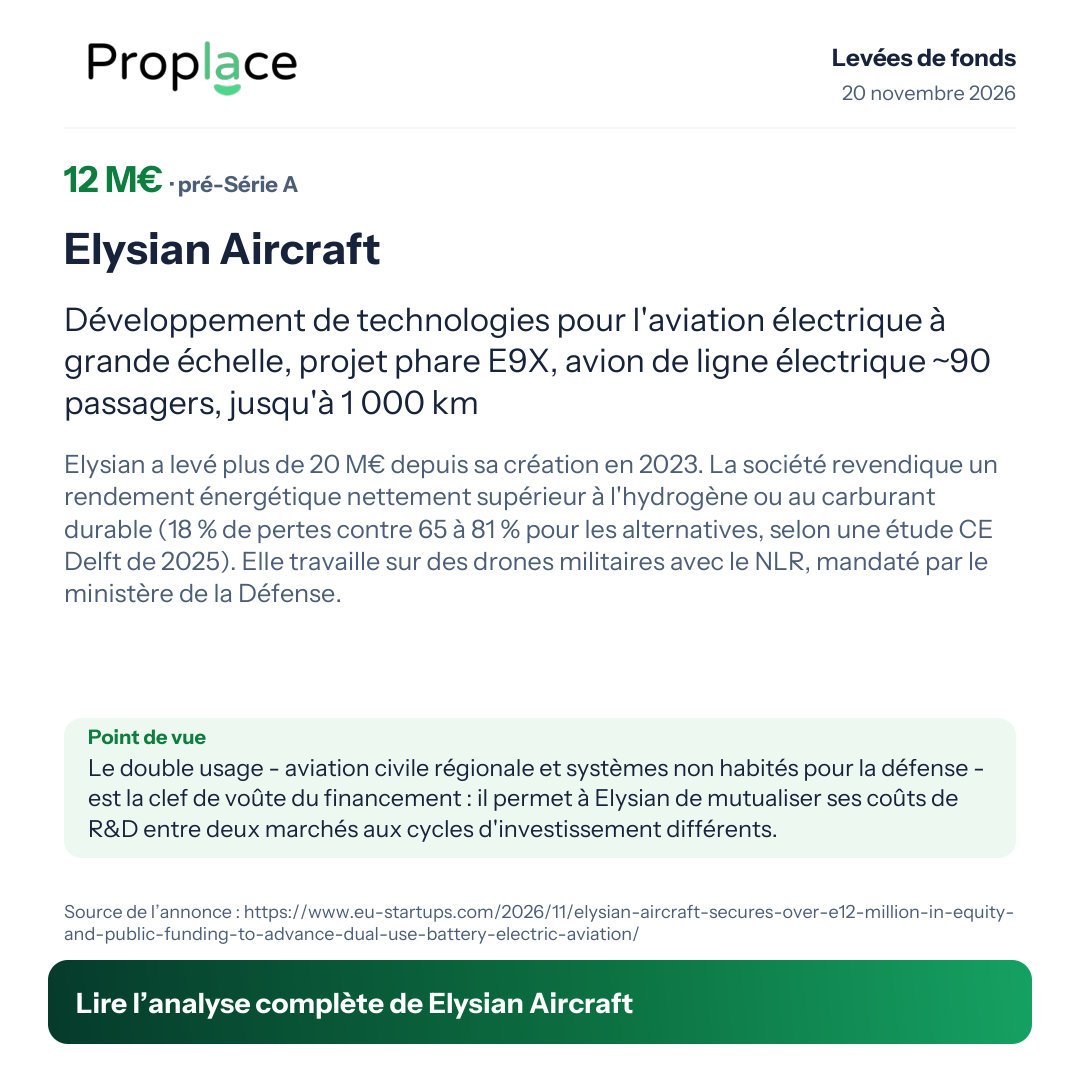 Proplace
Levées de fonds
20 novembre 2026
12 M€ · pré-Série A
Elysian Aircraft
Développement de technologies pour l'aviation électrique à
grande échelle, projet phare E9X, avion de ligne électrique ~90
passagers, jusqu'à 1 000 km
Elysian a levé plus de 20 M€ depuis sa création en 2023. La société revendique un
rendement énergétique nettement supérieur à l'hydrogène ou au carburant
durable (18 % de pertes contre 65 à 81 % pour les alternatives, selon une étude CE
Delft de 2025). Elle travaille sur des drones militaires avec le NLR, mandaté par le
ministère de la Défense.
Point de vue
Le double usage - aviation civile régionale et systèmes non habités pour la défense -
est la clef de voûte du financement : il permet à Elysian de mutualiser ses coûts de
R&D entre deux marchés aux cycles d'investissement différents.
Source de l’annonce : https://www.eu-startups.com/2026/11/elysian-aircraft-secures-over-e12-million-in-equity-
and-public-funding-to-advance-dual-use-battery-electric-aviation/
Lire l’analyse complète de Elysian Aircraft